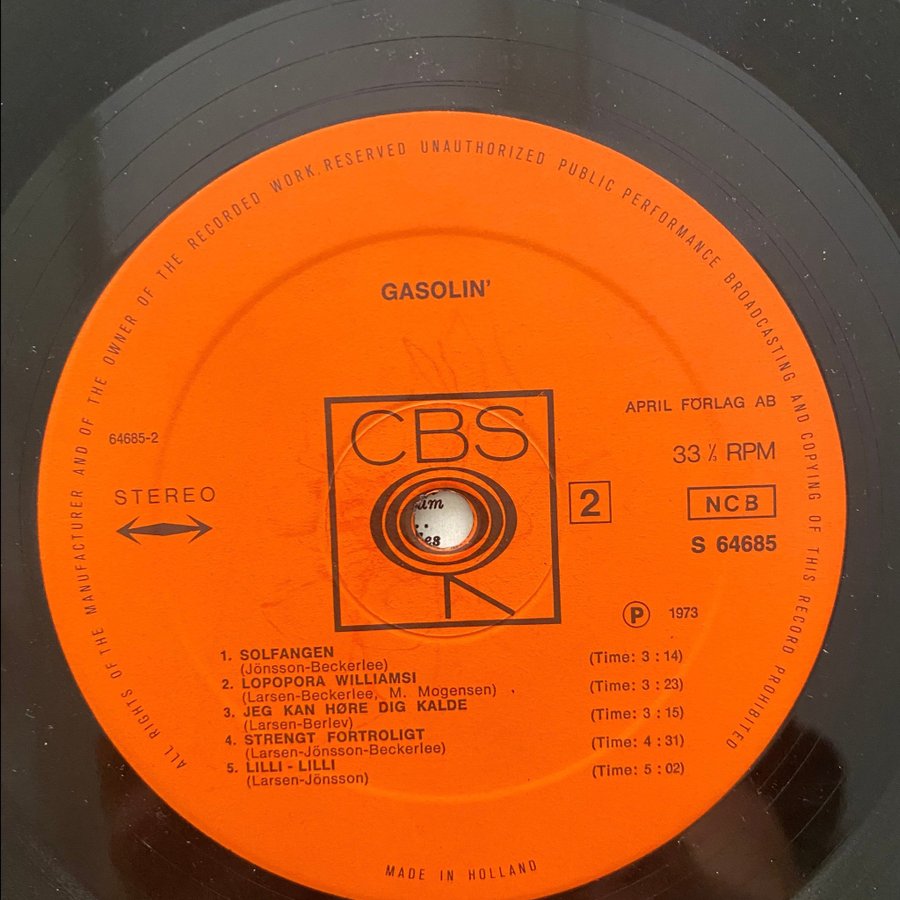 ALL RIGHTS OF THE MANUFACTURER AND OF THE OWNER OF THE RECORDED WORK RESERVED UNAUTHORIZED PUBLIC PERFORMANCE BROADCASTING AND COPYING OF THIS RECORD PROHIBITED
GASOLIN'
CBS
APRIL FÖRLAG AB
64685-2
33⅓ RPM
STEREO
2
NCB
S 64685
Ⓟ 1973
1. SOLFANGEN (Time: 3:14)
(Jönsson-Beckerlee)
2. LOPOPORA WILLIAMSI (Time: 3:23)
(Larsen-Beckerlee, M. Mogensen)
3. JEG KAN HØRE DIG KALDE (Time: 3:15)
(Larsen-Berlev)
4. STRENGT FORTROLIGT (Time: 4:31)
(Larsen-Jönsson-Beckerlee)
5. LILLI - LILLI (Time: 5:02)
(Larsen-Jönsson)
MADE IN HOLLAND